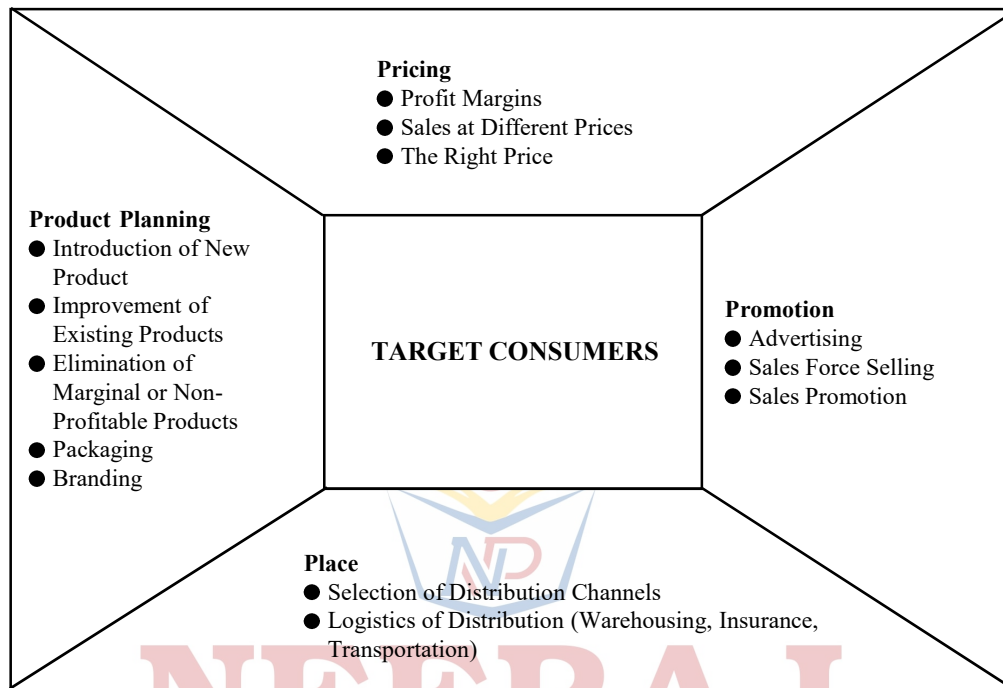 Pricing
● Profit Margins
● Sales at Different Prices
● The Right Price
Product Planning
● Introduction of New
Product
● Improvement of
Existing Products
● Elimination of
Marginal or Non-
Profitable Products
● Packaging
● Branding
TARGET CONSUMERS
Promotion
● Advertising
● Sales Force Selling
● Sales Promotion
Place
● Selection of Distribution Channels
● Logistics of Distribution (Warehousing, Insurance,
Transportation)
NP
NEERAJ